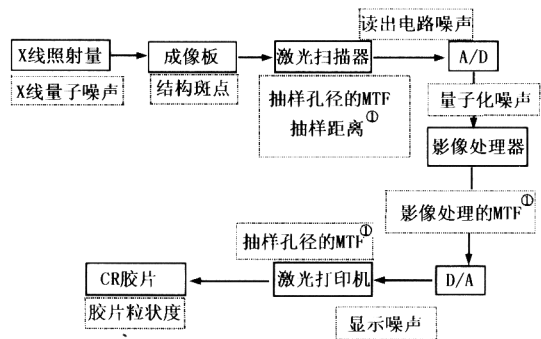 读出电路噪声
X线照射量
成像板
激光扫描器
A/D
X线量子噪声
结构斑点
抽样孔径的MTF
抽样距离①
量子化噪声
影像处理器
影像处理的MTF①
抽样孔径的MTF①
CR胶片
激光打印机
D/A
胶片粒状度
显示噪声